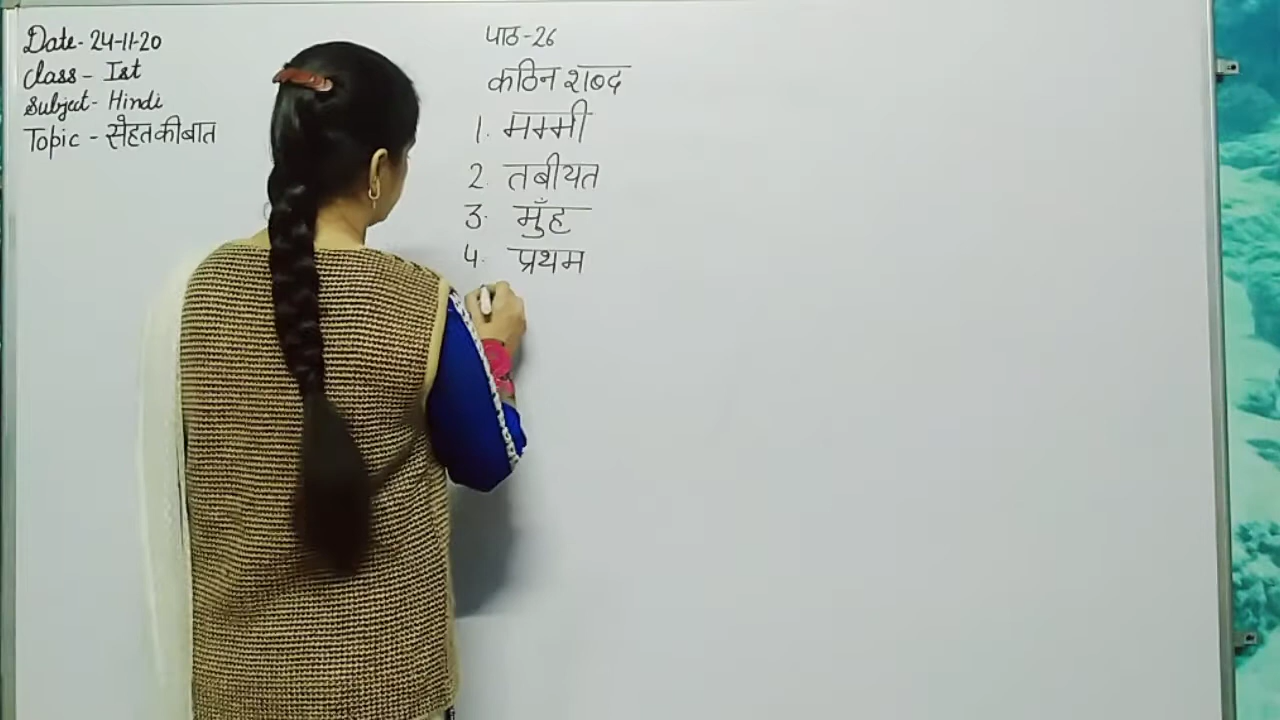 Date- 24-11-20
Class - Ist
Subject- Hindi
Topic - सेहत की बात
पाठ-26
कठिन शब्द
1. मम्मी
2. तबीयत
3. मुँह
4. प्रथम